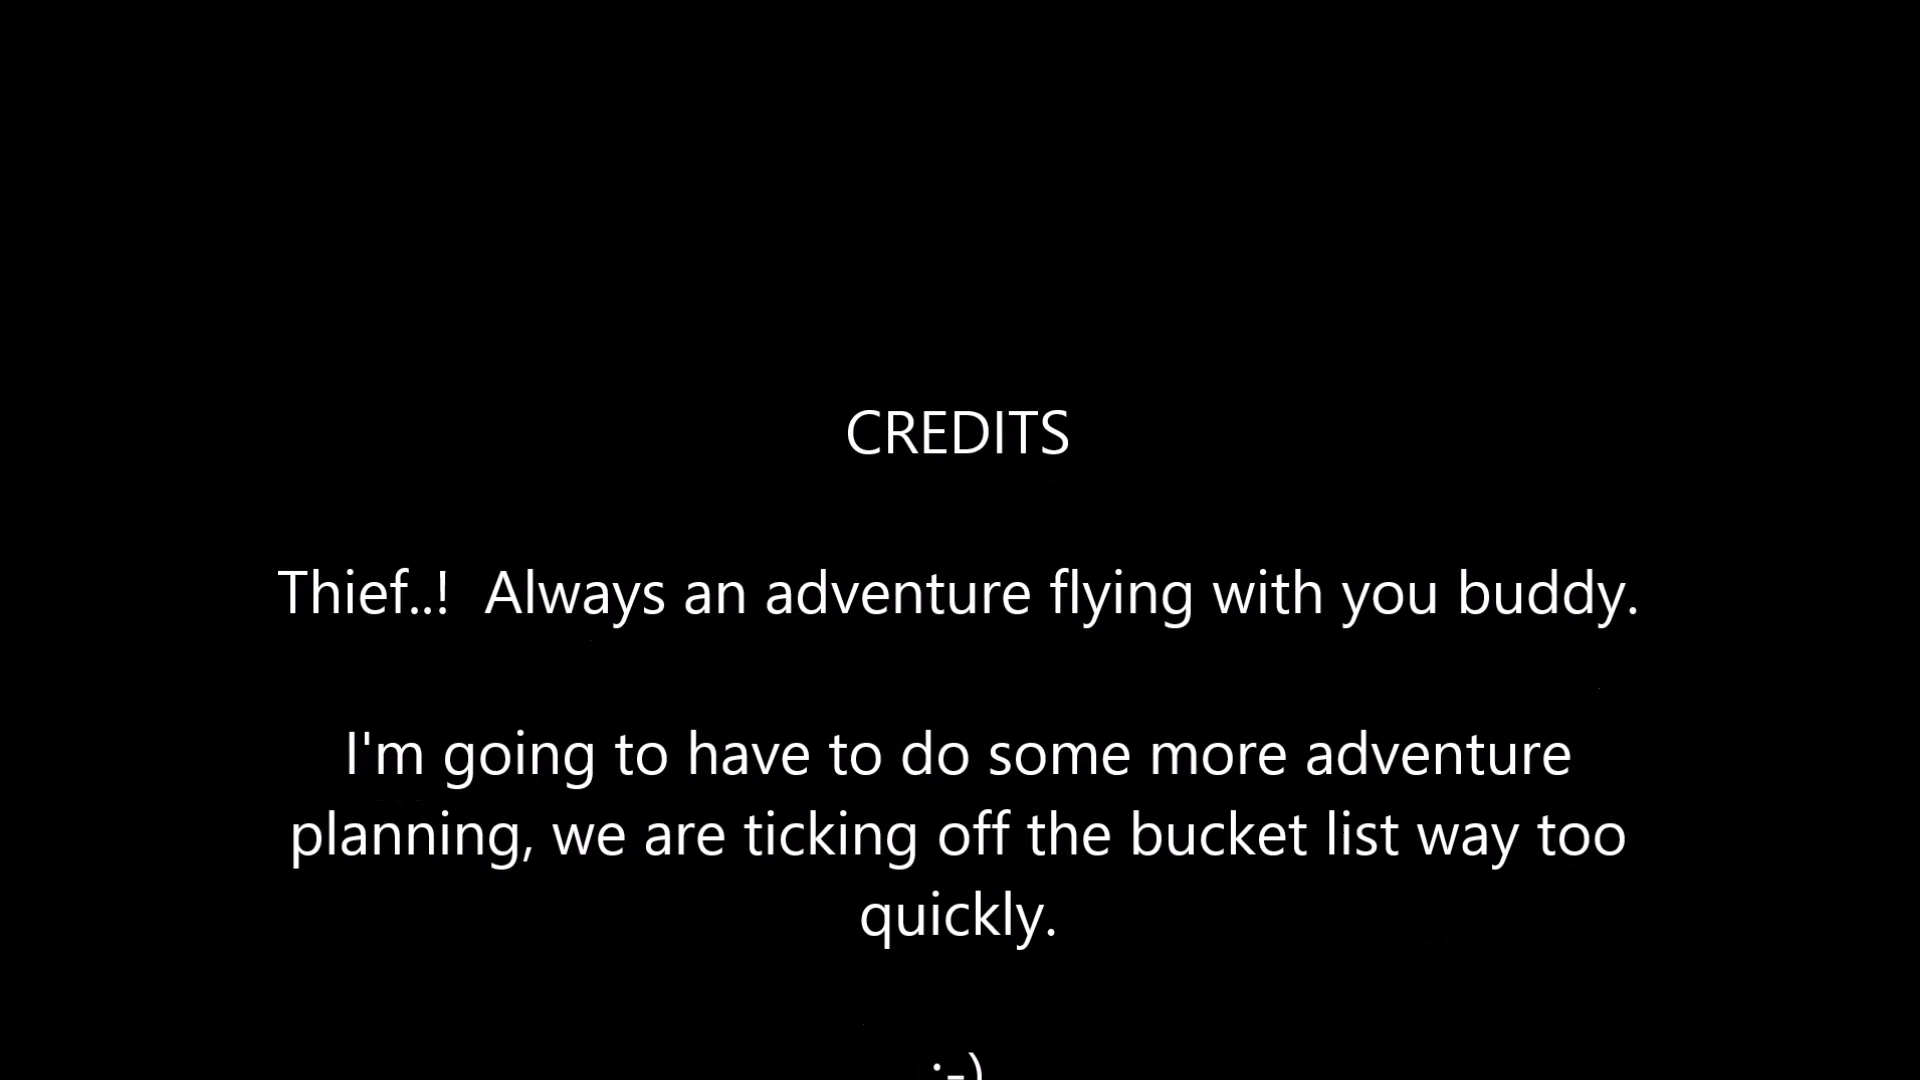 CREDITS
Thief..!  Always an adventure flying with you buddy.
I'm going to have to do some more adventure
planning, we are ticking off the bucket list way too
quickly.
:-)